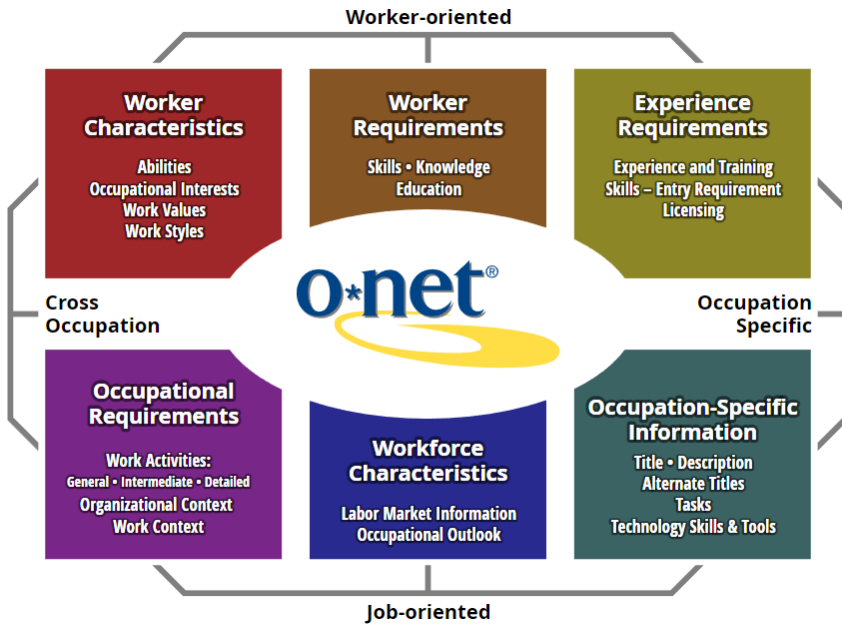 Worker-oriented
Worker
Characteristics
Abilities
Occupational Interests
Work Values
Work Styles
Worker
Requirements
Skills • Knowledge
Education
Experience
Requirements
Experience and Training
Skills – Entry Requirement
Licensing
o*net®
Cross
Occupation
Occupation
Specific
Occupational
Requirements
Work Activities:
General • Intermediate • Detailed
Organizational Context
Work Context
Workforce
Characteristics
Labor Market Information
Occupational Outlook
Occupation-Specific
Information
Title • Description
Alternate Titles
Tasks
Technology Skills & Tools
Job-oriented